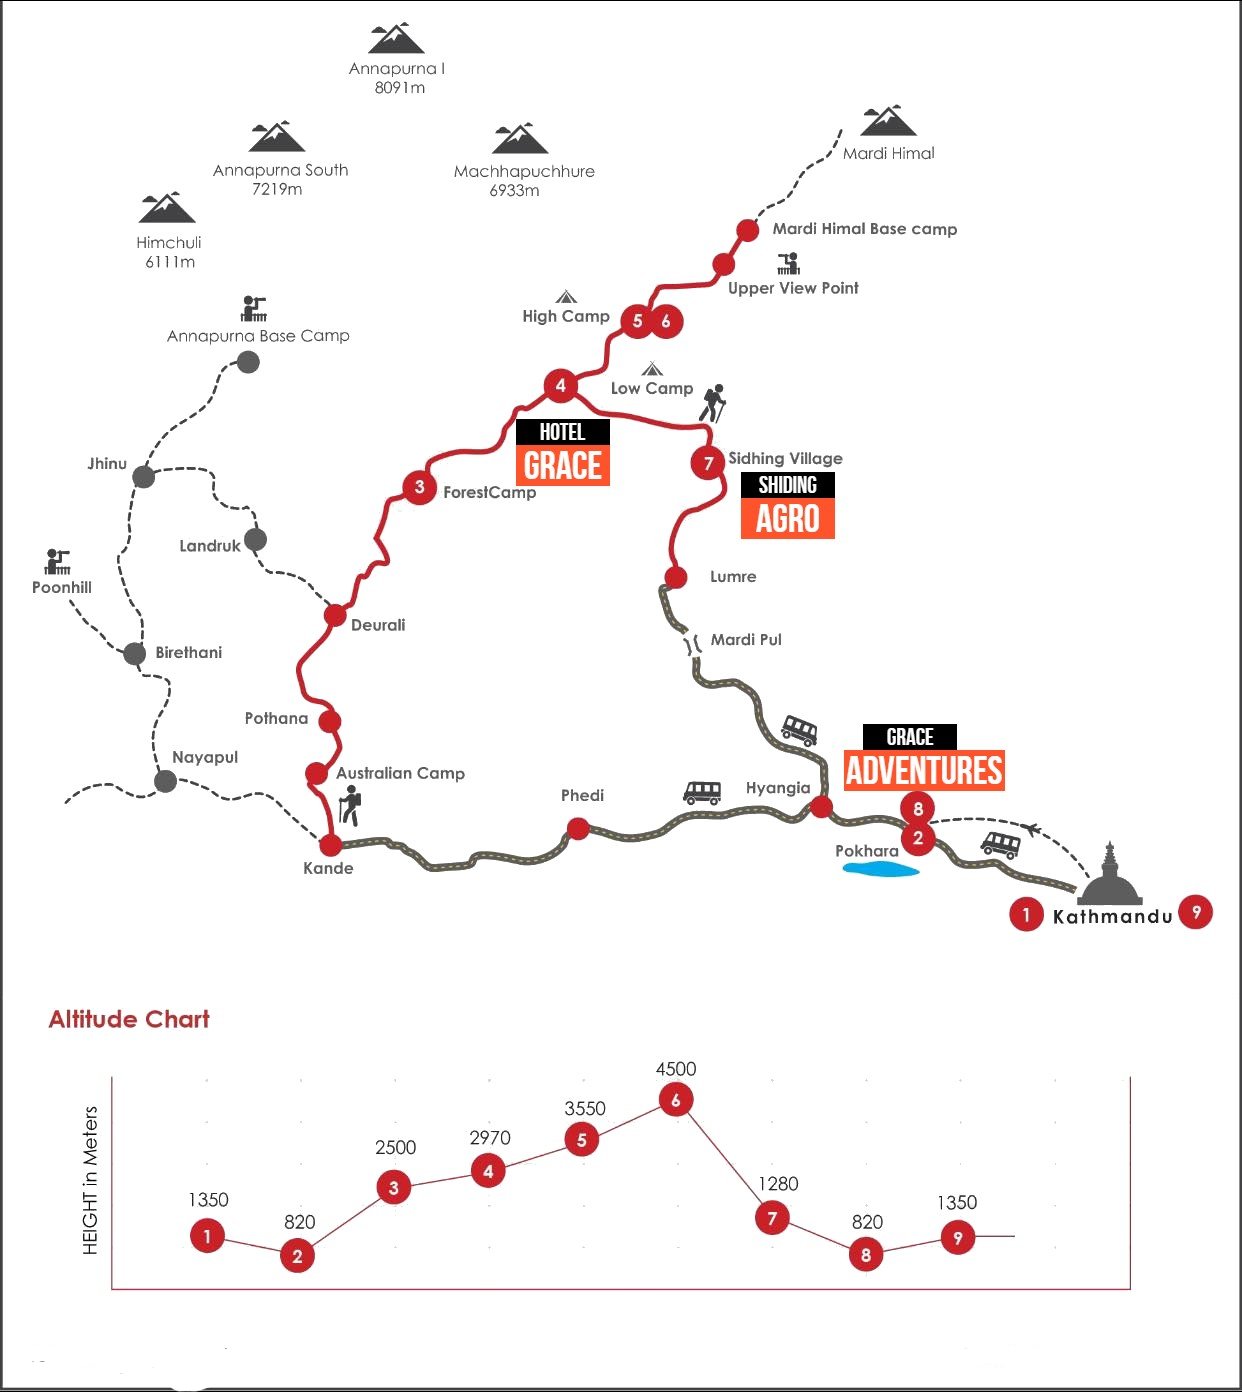 Annapurna I
8091m
Annapurna South
7219m
Machhapuchhure
6933m
Mardi Himal
Himchuli
6111m
Mardi Himal Base camp
Upper View Point
High Camp
5
6
Annapurna Base Camp
4
Low Camp
HOTEL
GRACE
Jhinu
7
Sidhing Village
SHIDING
AGRO
3
ForestCamp
Landruk
Poonhill
Lumre
Deurali
Mardi Pul
Birethani
Pothana
Nayapul
Australian Camp
GRACE
ADVENTURES
Hyangia
Phedi
8
2
Pokhara
Kande
1
Kathmandu
9
Altitude Chart
HEIGHT in Meters
1350
1
820
2
2500
3
2970
4
3550
5
4500
6
1280
7
820
8
1350
9